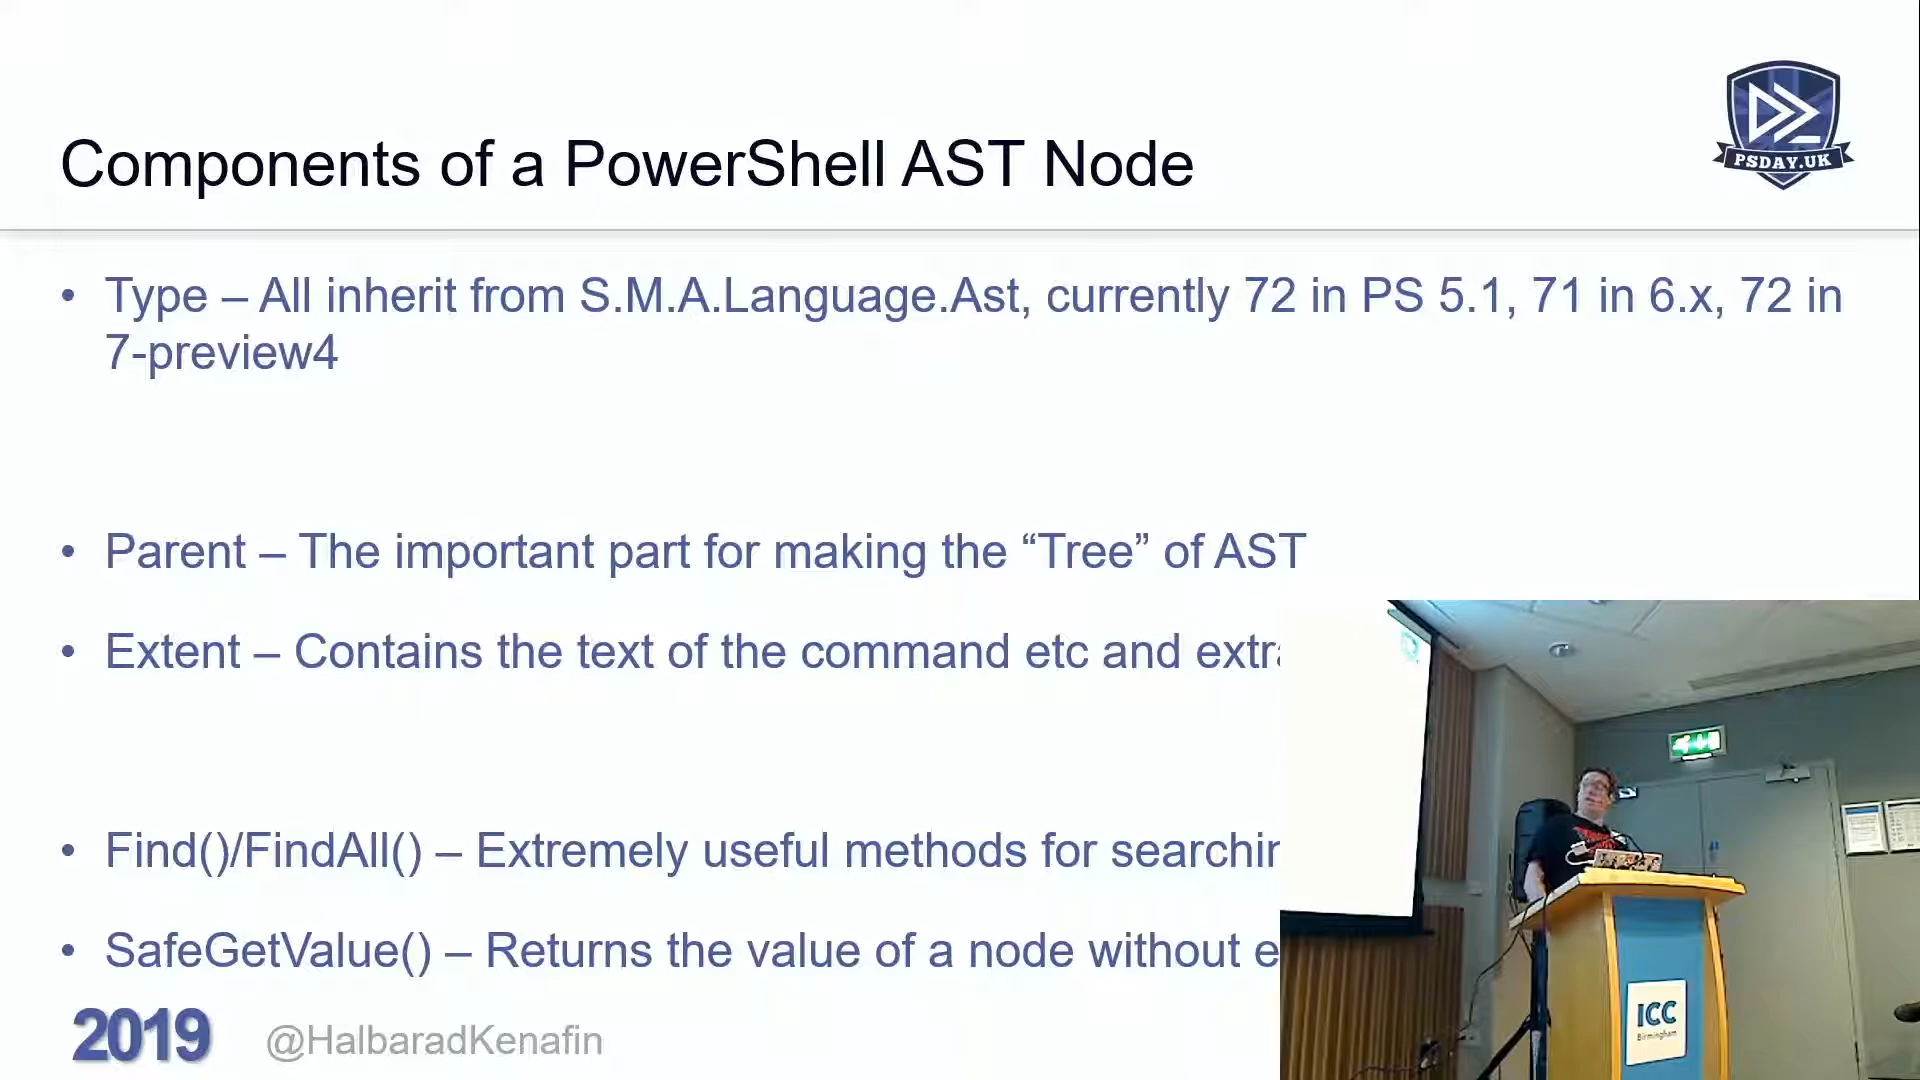 PSDAY.UK
Components of a PowerShell AST Node
• Type – All inherit from S.M.A.Language.Ast, currently 72 in PS 5.1, 71 in 6.x, 72 in
7-preview4
• Parent – The important part for making the “Tree” of AST
• Extent – Contains the text of the command etc and
• Find()/FindAll() – Extremely useful methods for
• SafeGetValue() – Returns the value of a node without
ICC
Birmingham
2019
@HalbaradKenafin